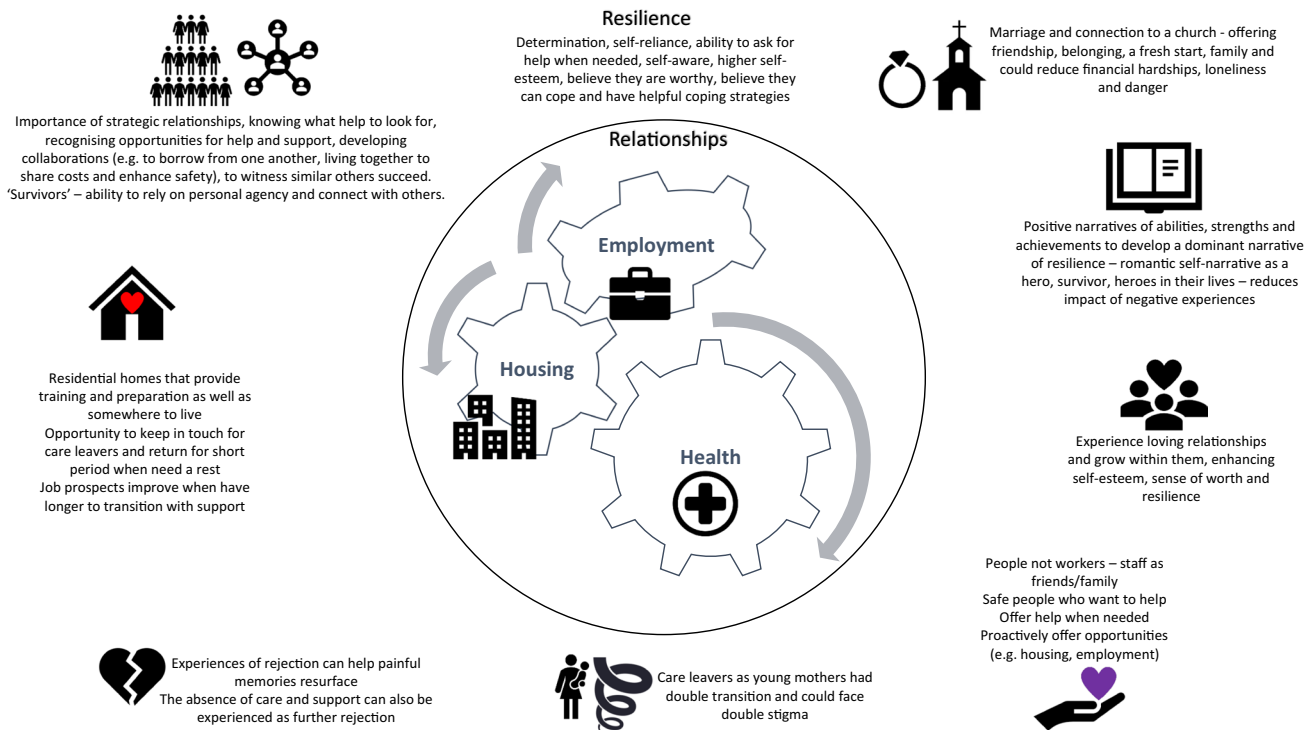 Resilience
Determination, self-reliance, ability to ask for
help when needed, self-aware, higher self-
esteem, believe they are worthy, believe they
can cope and have helpful coping strategies
Marriage and connection to a church - offering
friendship, belonging, a fresh start, family and
could reduce financial hardships, loneliness
and danger
Importance of strategic relationships, knowing what help to look for,
recognising opportunities for help and support, developing
collaborations (e.g. to borrow from one another, living together to
share costs and enhance safety), to witness similar others succeed.
‘Survivors’ – ability to rely on personal agency and connect with others.
Relationships
Employment
Housing
Health
Positive narratives of abilities, strengths and
achievements to develop a dominant narrative
of resilience – romantic self-narrative as a
hero, survivor, heroes in their lives – reduces
impact of negative experiences
Residential homes that provide
training and preparation as well as
somewhere to live
Opportunity to keep in touch for
care leavers and return for short
period when need a rest
Job prospects improve when have
longer to transition with support
Experience loving relationships
and grow within them, enhancing
self-esteem, sense of worth and
resilience
People not workers – staff as
friends/family
Safe people who want to help
Offer help when needed
Proactively offer opportunities
(e.g. housing, employment)
Experiences of rejection can help painful
memories resurface
The absence of care and support can also be
experienced as further rejection
Care leavers as young mothers had
double transition and could face
double stigma